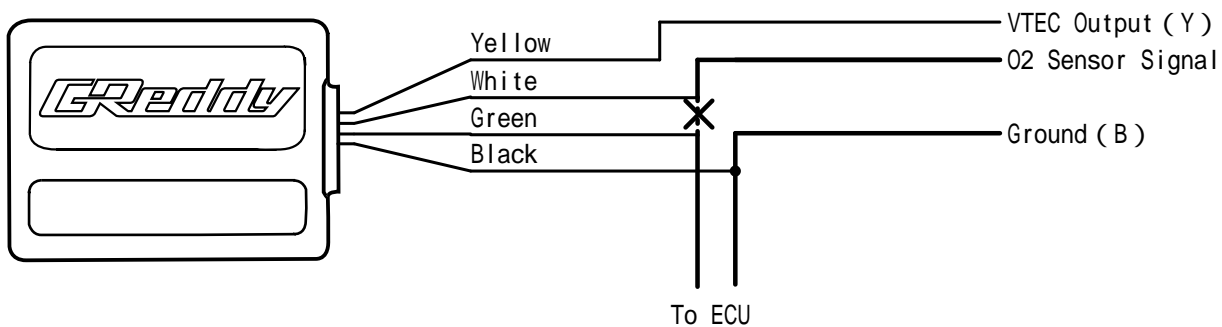 GReddy
Yellow
White
Green
Black
VTEC Output (Y)
O2 Sensor Signal
Ground (B)
To ECU